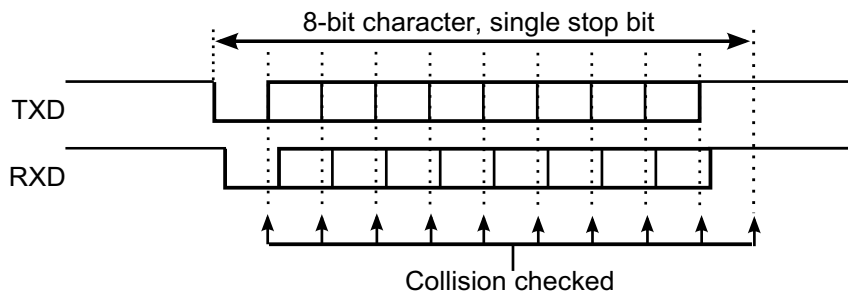 8-bit character, single stop bit
TXD
RXD
Collision checked